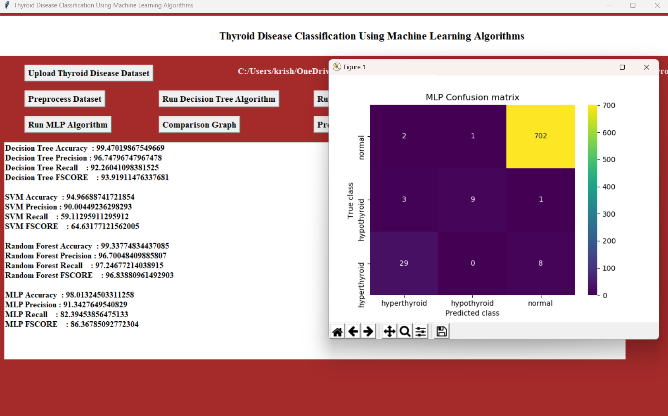 Thyroid Disease Classification Using Machine Learning Algorithms
Thyroid Disease Classification Using Machine Learning Algorithms
Upload Thyroid Disease Dataset
C:/Users/krish/OneDriv
Preprocess Dataset
Run Decision Tree Algorithm
Run MLP Algorithm
Comparison Graph
Decision Tree Accuracy : 99.47019867549669
Decision Tree Precision : 96.74796747967478
Decision Tree Recall : 92.26041098381525
Decision Tree FSCORE : 93.91911476337681
SVM Accuracy : 94.96688741721854
SVM Precision : 90.00449236298293
SVM Recall : 59.11295911295912
SVM FSCORE : 64.63177121562005
Random Forest Accuracy : 99.33774834437085
Random Forest Precision : 96.70048409885807
Random Forest Recall : 97.24677214038915
Random Forest FSCORE : 96.83880961492903
MLP Accuracy : 98.01324503311258
MLP Precision : 91.3427649540829
MLP Recall : 82.39453856475133
MLP FSCORE : 86.36785092772304
Figure 1
MLP Confusion matrix
True class
normal
hypothyroid
hyperthyroid
2 1 702
3 9 1
29 0 8
hyperthyroid hypothyroid normal
Predicted class
700
600
500
400
300
200
100
0